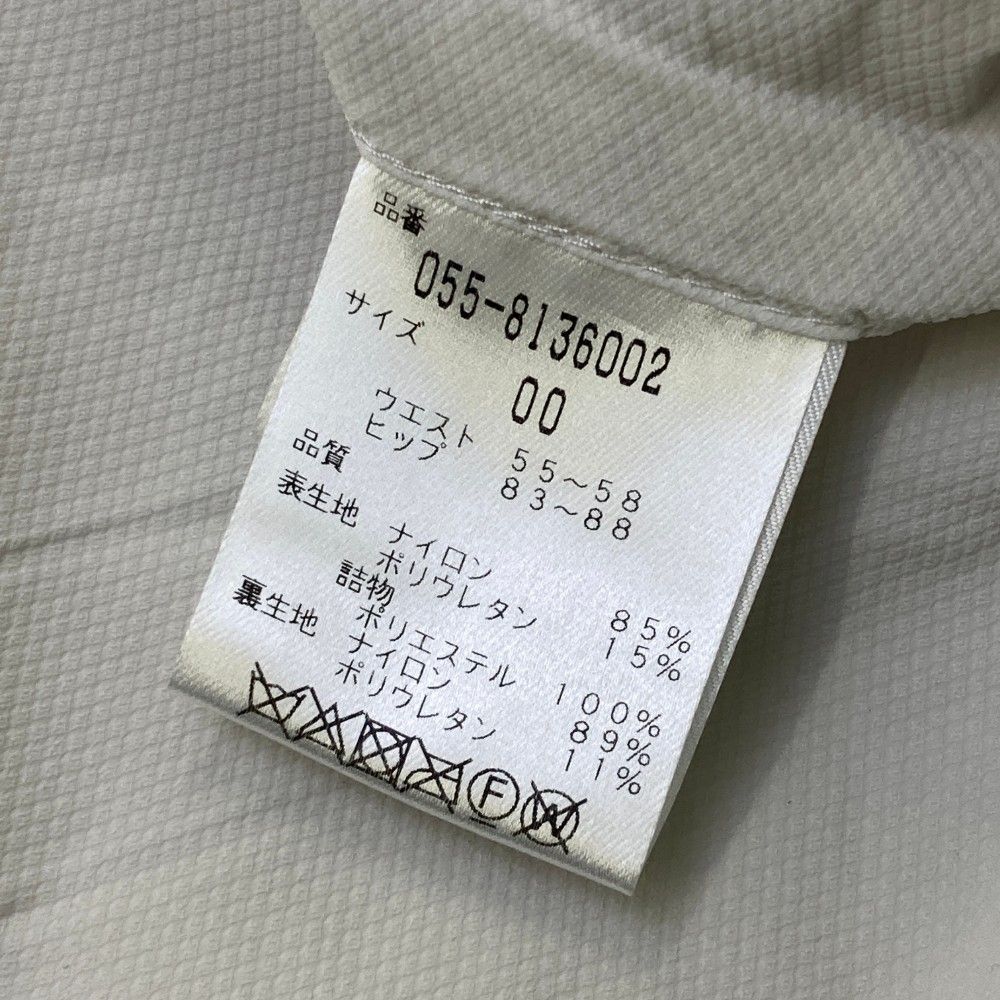 品番
055-8136002
サイズ
00
ウエスト 55～58
ヒップ 83～88
品質
表生地
ナイロン 85%
ポリウレタン 15%
詰物
ポリエステル 100%
裏生地
ナイロン 89%
ポリウレタン 11%
F W